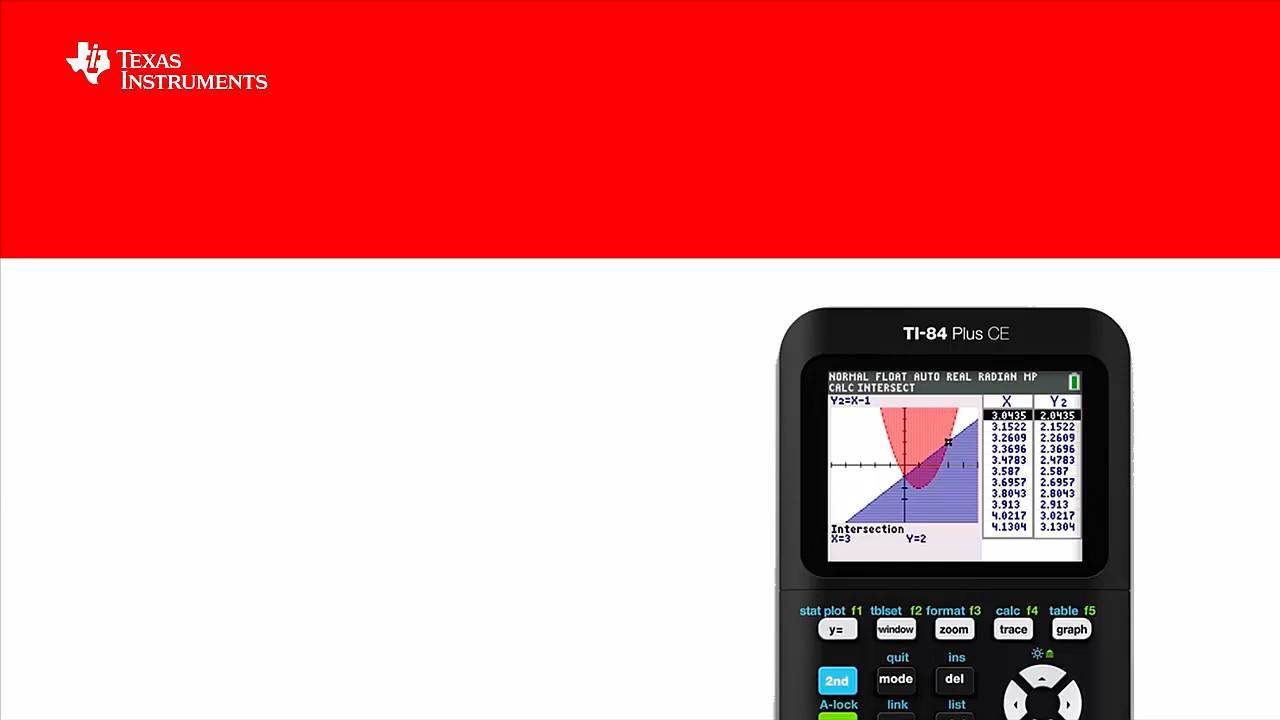 TEXAS
INSTRUMENTS
TI-84 Plus CE
NORMAL FLOAT AUTO REAL RADIAN MP
CALC INTERSECT
Y2=X-1
X Y2
3.0435 2.0435
3.1522 2.1522
3.2609 2.2609
3.3696 2.3696
3.4783 2.4783
3.587 2.587
3.6957 2.6957
3.8043 2.8043
3.913 2.913
4.0217 3.0217
4.1304 3.1304
Intersection
X=3 Y=2
stat plot f1 tblset f2 format f3 calc f4 table f5
y= window zoom trace graph
quit ins
2nd mode del
A-lock link list